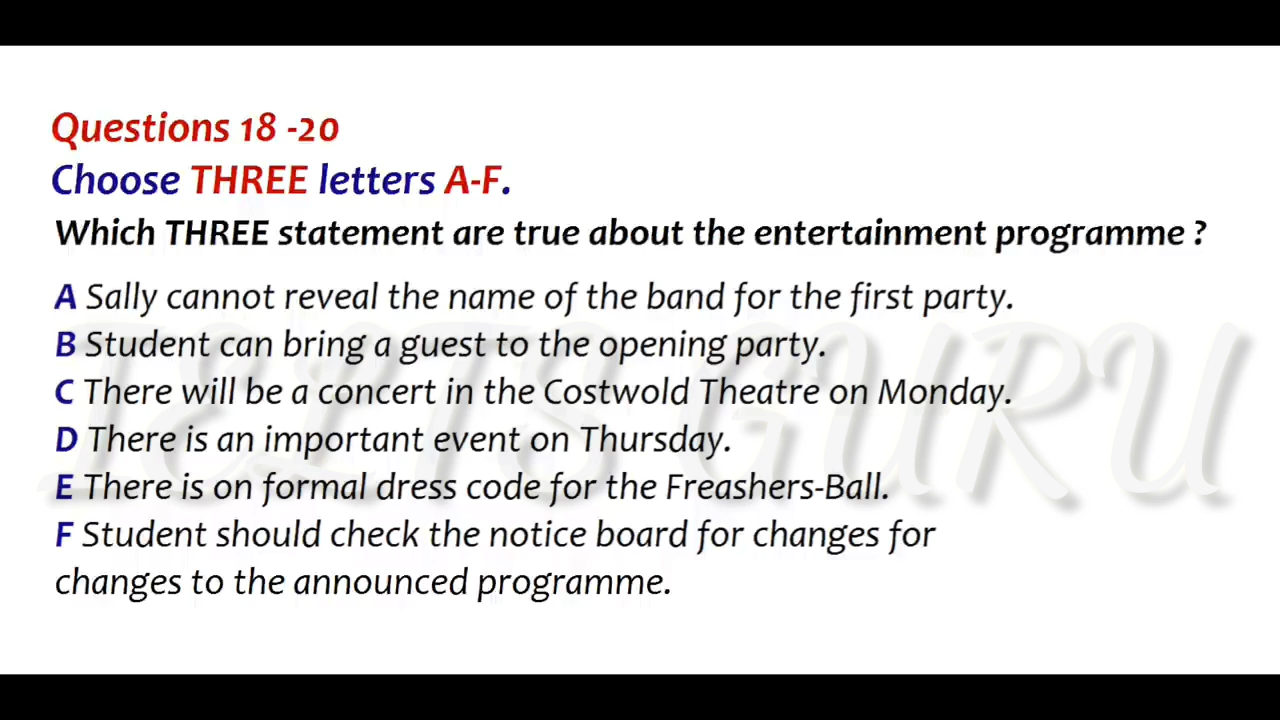 Questions 18 -20
Choose THREE letters A-F.
Which THREE statement are true about the entertainment programme ?
A Sally cannot reveal the name of the band for the first party.
B Student can bring a guest to the opening party.
C There will be a concert in the Costwold Theatre on Monday.
D There is an important event on Thursday.
E There is on formal dress code for the Freashers-Ball.
F Student should check the notice board for changes for
changes to the announced programme.
IELTS GURU